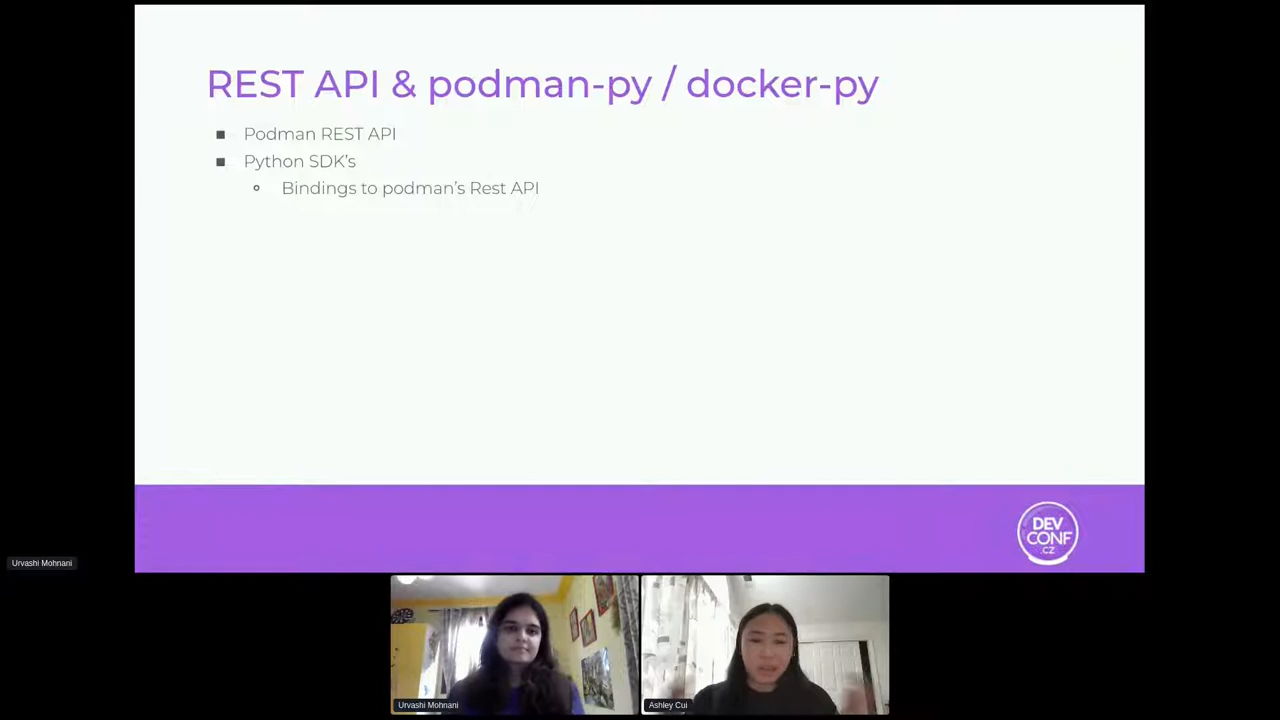 REST API & podman-py / docker-py
Podman REST API
Python SDK's
Bindings to podman's Rest API
DEV
CONF
.CZ
Urvashi Mohnani
Urvashi Mohnani
Ashley Cui